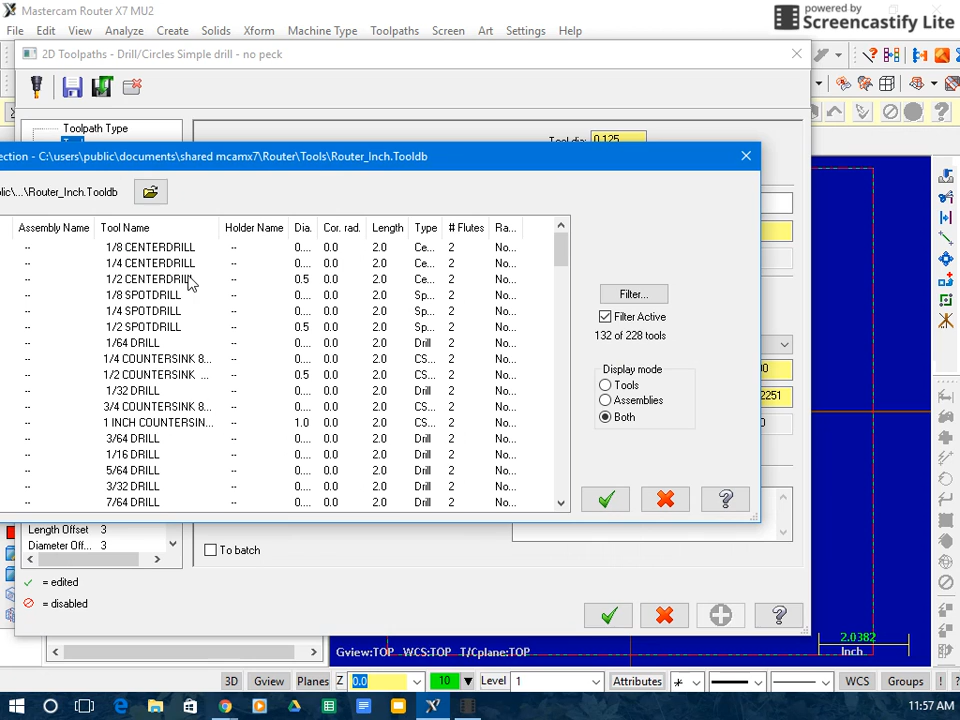 Mastercam Router X7 MU2
powered by
Screencastify Lite
File Edit View Analyze Create Solids Xform Machine Type Toolpaths Screen Art Settings Help
2D Toolpaths - Drill/Circles Simple drill - no peck
Toolpath Type
Tool dia: 0.125
ection - C:\users\public\documents\shared mcamx7\Router\Tools\Router_Inch.Tooldb
blic\...\Router_Inch.Tooldb
Assembly Name Tool Name Holder Name Dia. Cor. rad. Length Type # Flutes Ra...
-- 1/8 CENTERDRILL -- 0.... 0.0 2.0 Ce... 2 No...
-- 1/4 CENTERDRILL -- 0.... 0.0 2.0 Ce... 2 No...
-- 1/2 CENTERDRILL -- 0.5 0.0 2.0 Ce... 2 No...
-- 1/8 SPOTDRILL -- 0.... 0.0 2.0 Sp... 2 No...
-- 1/4 SPOTDRILL -- 0.... 0.0 2.0 Sp... 2 No...
-- 1/2 SPOTDRILL -- 0.5 0.0 2.0 Sp... 2 No...
-- 1/64 DRILL -- 0.... 0.0 2.0 Drill 2 No...
-- 1/4 COUNTERSINK 8... -- 0.... 0.0 2.0 CS... 2 No...
-- 1/2 COUNTERSINK ... -- 0.5 0.0 2.0 CS... 2 No...
-- 1/32 DRILL -- 0.... 0.0 2.0 Drill 2 No...
-- 3/4 COUNTERSINK 8... -- 0.... 0.0 2.0 CS... 2 No...
-- 1 INCH COUNTERSIN... -- 1.0 0.0 2.0 CS... 2 No...
-- 3/64 DRILL -- 0.... 0.0 2.0 Drill 2 No...
-- 1/16 DRILL -- 0.... 0.0 2.0 Drill 2 No...
-- 5/64 DRILL -- 0.... 0.0 2.0 Drill 2 No...
-- 3/32 DRILL -- 0.... 0.0 2.0 Drill 2 No...
-- 7/64 DRILL -- 0.... 0.0 2.0 Drill 2 No...
Filter...
Filter Active
132 of 228 tools
Display mode
Tools
Assemblies
Both
2251
Length Offset 3
Diameter Off... 3
To batch
= edited
= disabled
2.0382
Inch
Gview:TOP WCS:TOP T/Cplane:TOP
3D Gview Planes Z 0.0 10 Level 1 Attributes WCS Groups
11:57 AM